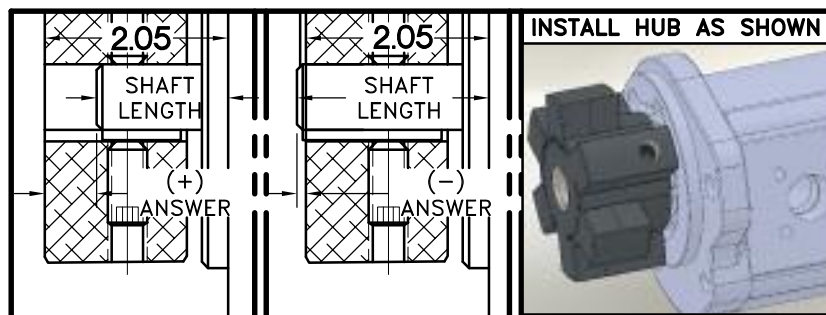 2.05
SHAFT
LENGTH
(+)
ANSWER
2.05
SHAFT
LENGTH
(-)
ANSWER
INSTALL HUB AS SHOWN